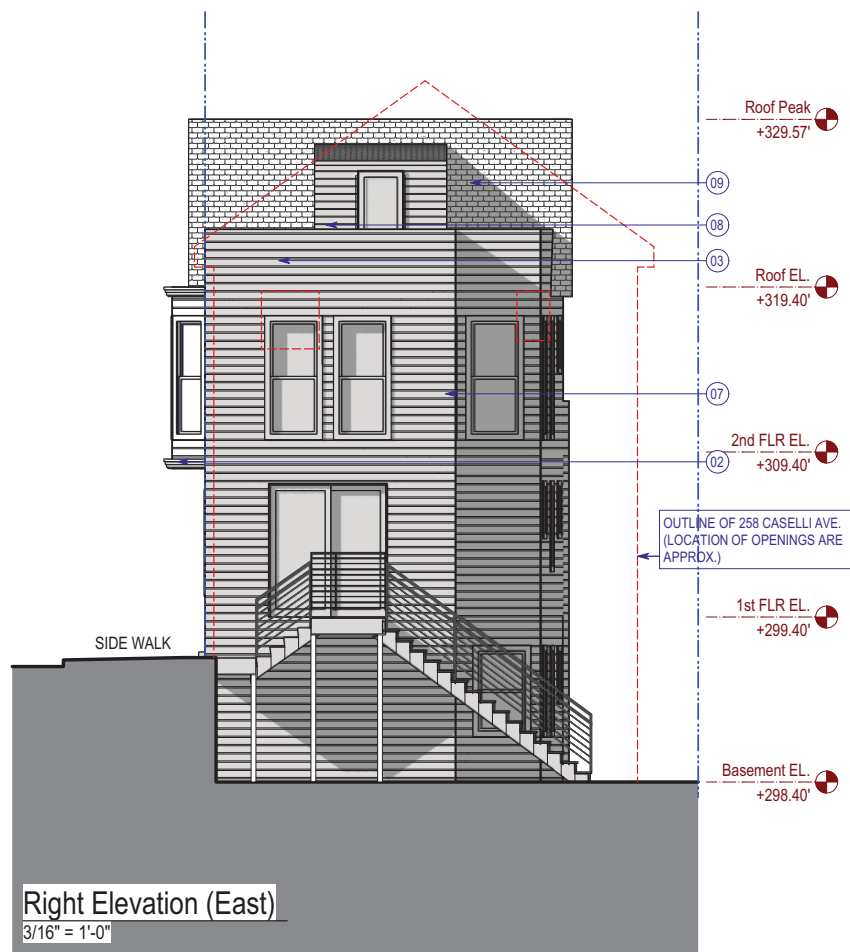 Roof Peak
+329.57'
09
08
03
Roof EL.
+319.40'
07
2nd FLR EL.
+309.40'
02
OUTLINE OF 258 CASELLI AVE.
(LOCATION OF OPENINGS ARE
APPROX.)
1st FLR EL.
+299.40'
SIDE WALK
Basement EL.
+298.40'
Right Elevation (East)
3/16" = 1'-0"